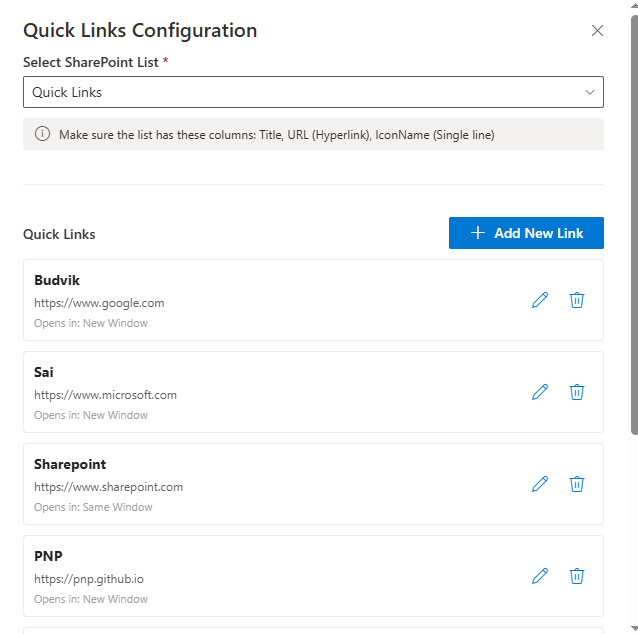 Quick Links Configuration
Select SharePoint List *
Quick Links
Make sure the list has these columns: Title, URL (Hyperlink), IconName (Single line)
Quick Links
Add New Link
Budvik
https://www.google.com
Opens in: New Window
Sai
https://www.microsoft.com
Opens in: New Window
Sharepoint
https://www.sharepoint.com
Opens in: Same Window
PNP
https://pnp.github.io
Opens in: New Window